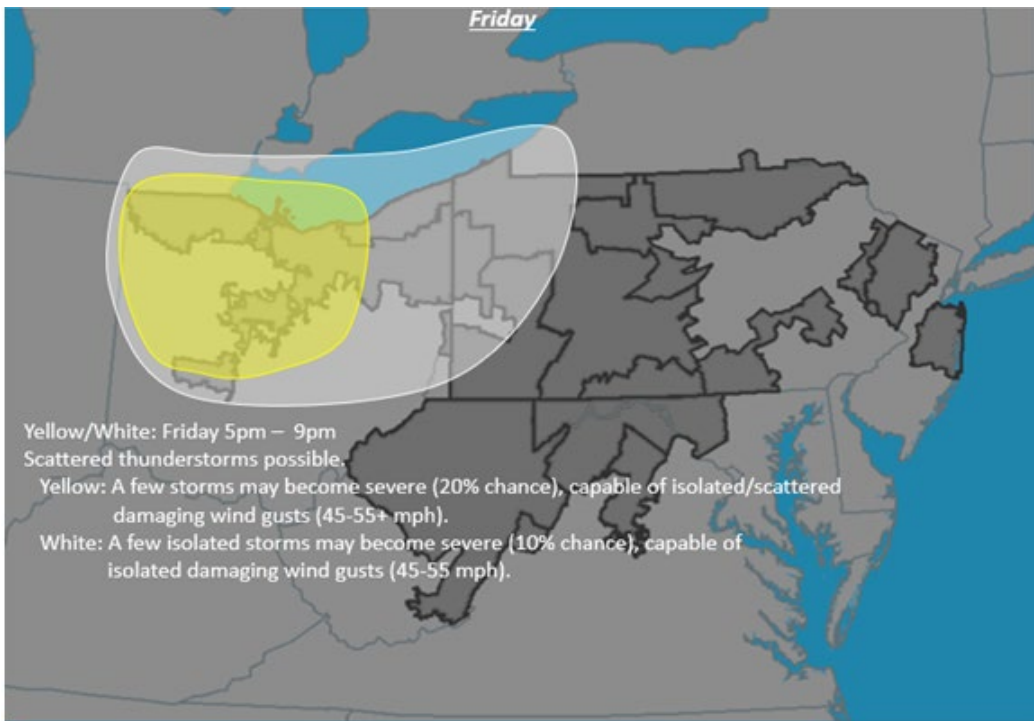 Friday
Yellow/White: Friday 5pm – 9pm
Scattered thunderstorms possible.
Yellow: A few storms may become severe (20% chance), capable of isolated/scattered
damaging wind gusts (45-55+ mph).
White: A few isolated storms may become severe (10% chance), capable of
isolated damaging wind gusts (45-55 mph).